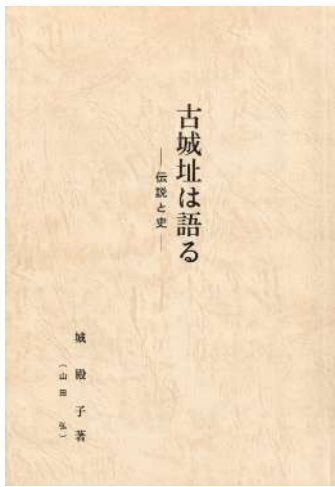 古城址は語る
──伝説と史──
城殿子著
（山田弘）